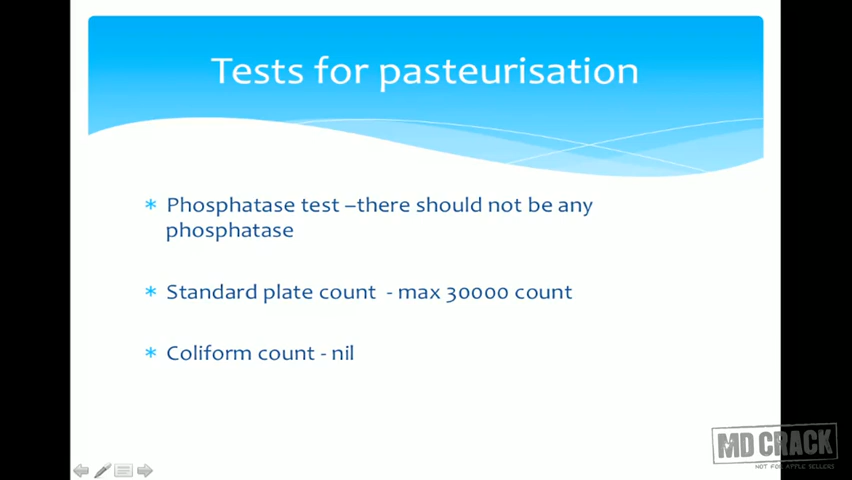 Tests for pasteurisation
* Phosphatase test –there should not be any
phosphatase
* Standard plate count - max 30000 count
* Coliform count - nil
MD CRACK
NOT FOR APPLE SELLERS